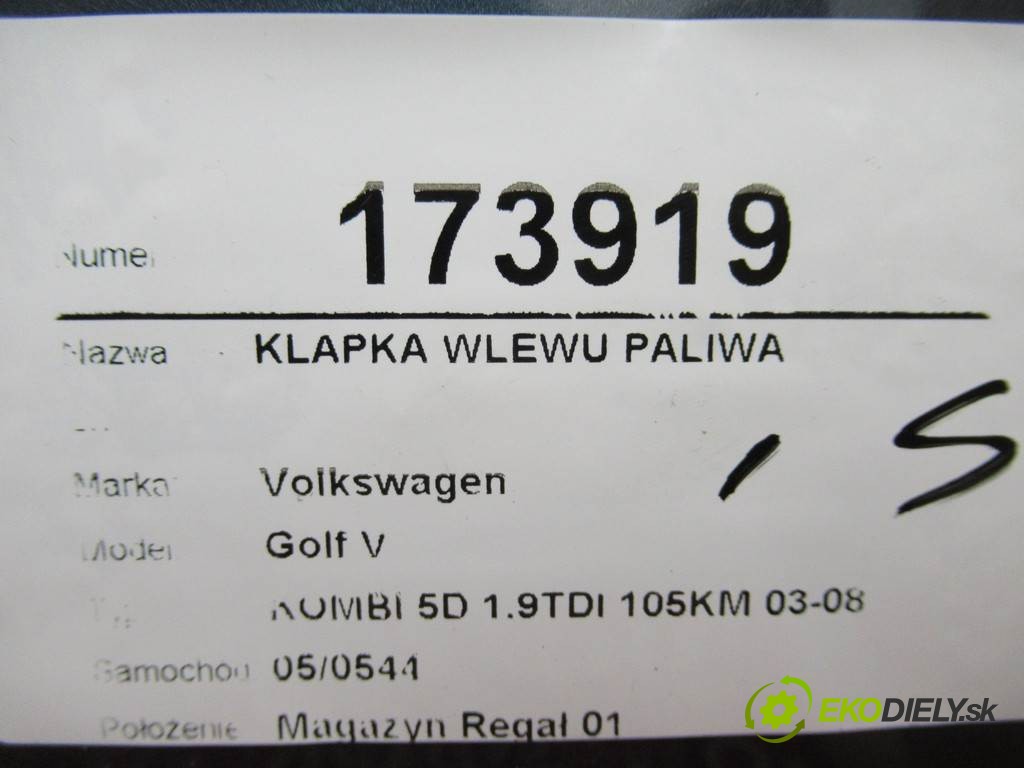 Numer 173919
Nazwa KLAPKA WLEWU PALIWA
Marka Volkswagen
Model Golf V
Typ KOMBI 5D 1.9TDI 105KM 03-08
Samochód 05/0544
Położenie Magazyn Regał 01
EKODIELY.sk